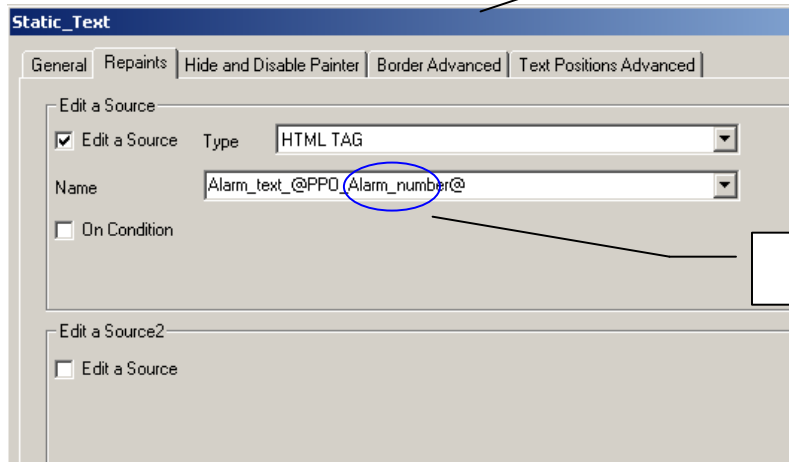 Static_Text
General Repaints Hide and Disable Painter Border Advanced Text Positions Advanced
Edit a Source
Edit a Source Type HTML TAG
Name Alarm_text_@PPO_Alarm_number@
On Condition
Edit a Source2
Edit a Source